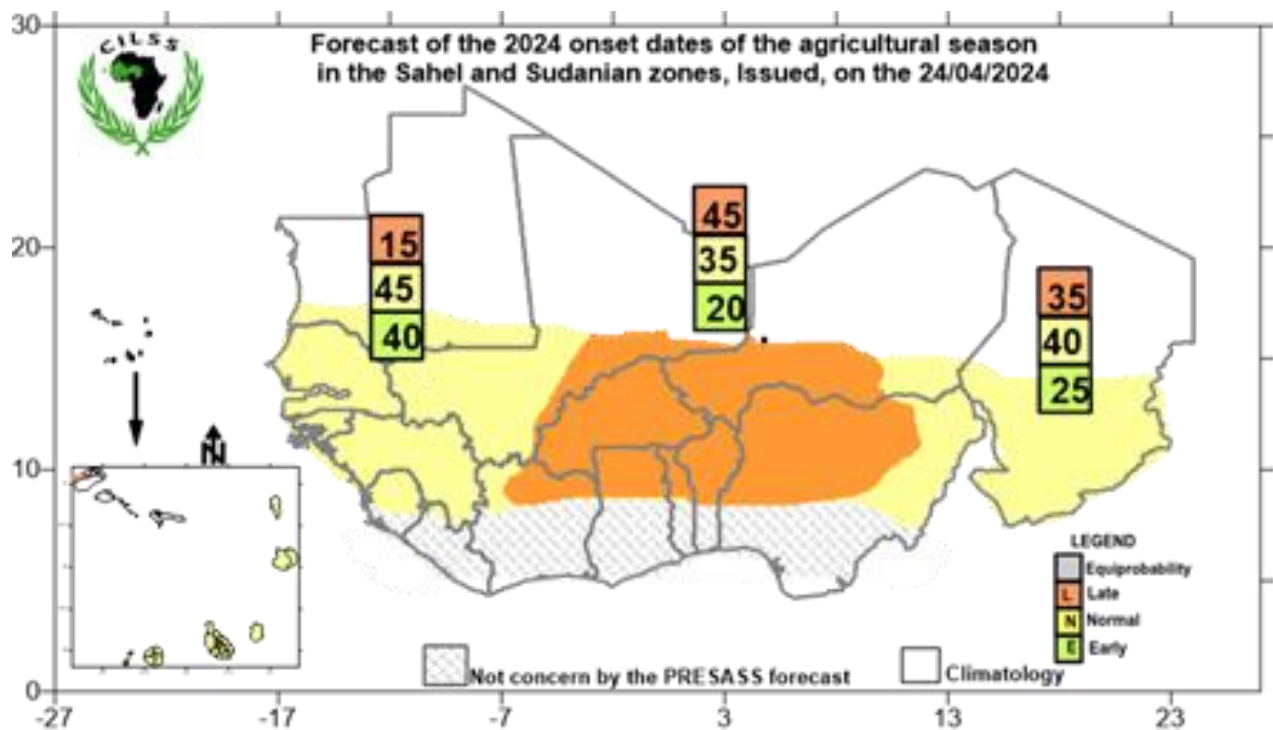 30
CILSS
Forecast of the 2024 onset dates of the agricultural season
in the Sahel and Sudanian zones, Issued, on the 24/04/2024
45
35
20
20
15
45
40
35
40
25
10
N
LEGEND
Equiprobability
L Late
N Normal
E Early
Not concern by the PRESASS forecast
Climatology
0
-27
-17
-7
3
13
23